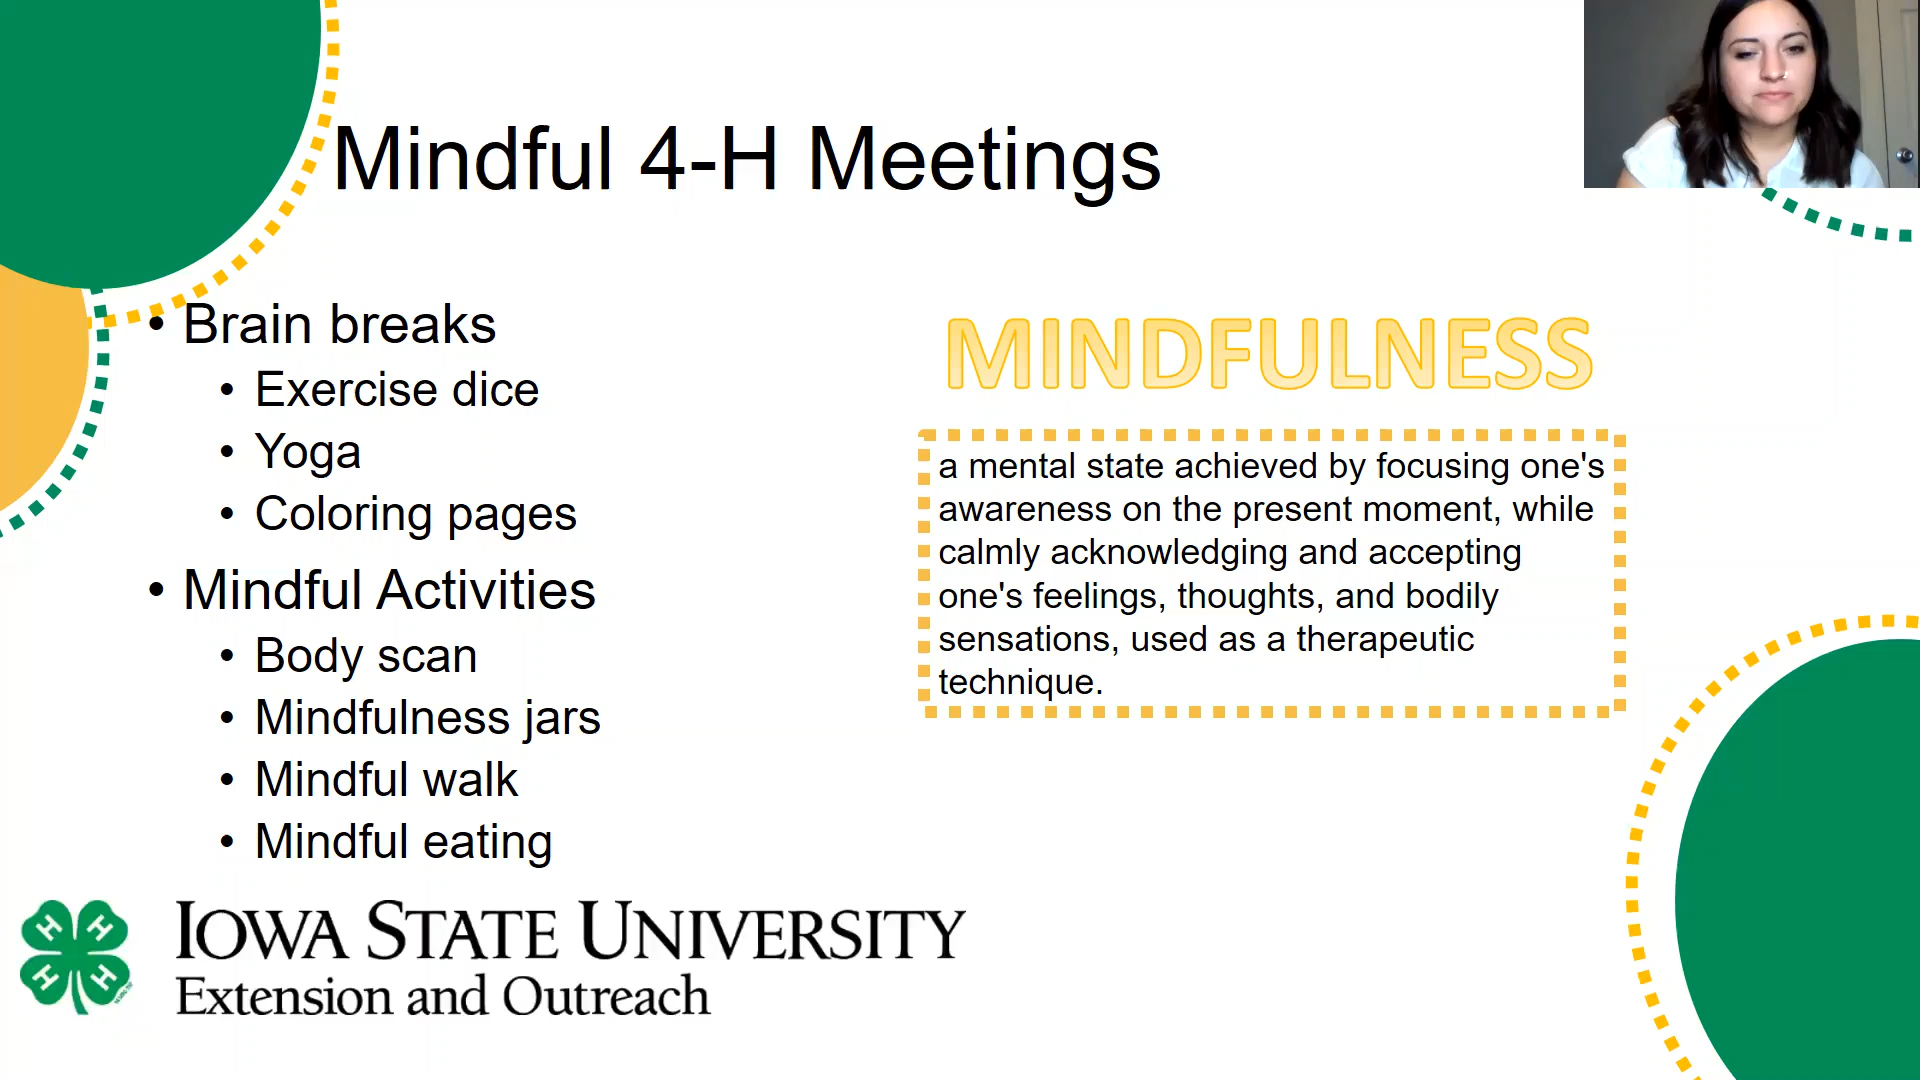 Mindful 4-H Meetings
• Brain breaks
• Exercise dice
• Yoga
• Coloring pages
• Mindful Activities
• Body scan
• Mindfulness jars
• Mindful walk
• Mindful eating
MINDFULNESS
a mental state achieved by focusing one's
awareness on the present moment, while
calmly acknowledging and accepting
one's feelings, thoughts, and bodily
sensations, used as a therapeutic
technique.
H H
H H
IOWA STATE UNIVERSITY
Extension and Outreach